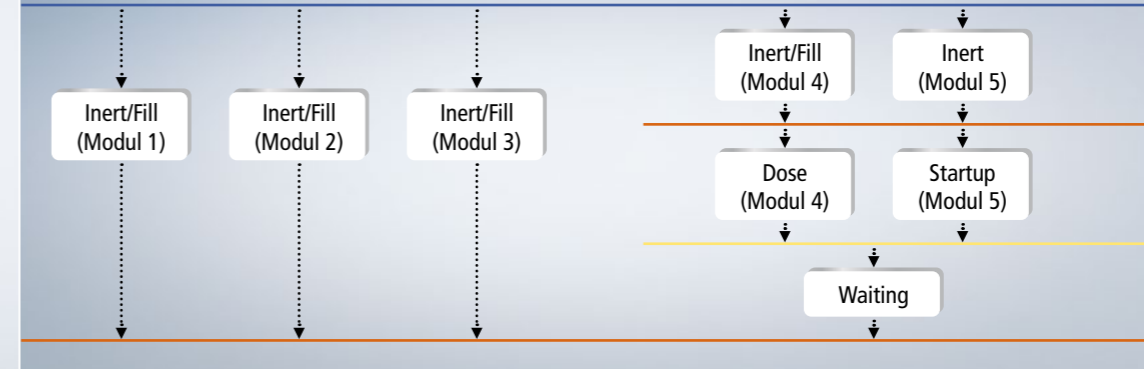 Inert/Fill
(Modul 4)
Inert
(Modul 5)
Inert/Fill
(Modul 1)
Inert/Fill
(Modul 2)
Inert/Fill
(Modul 3)
Dose
(Modul 4)
Startup
(Modul 5)
Waiting